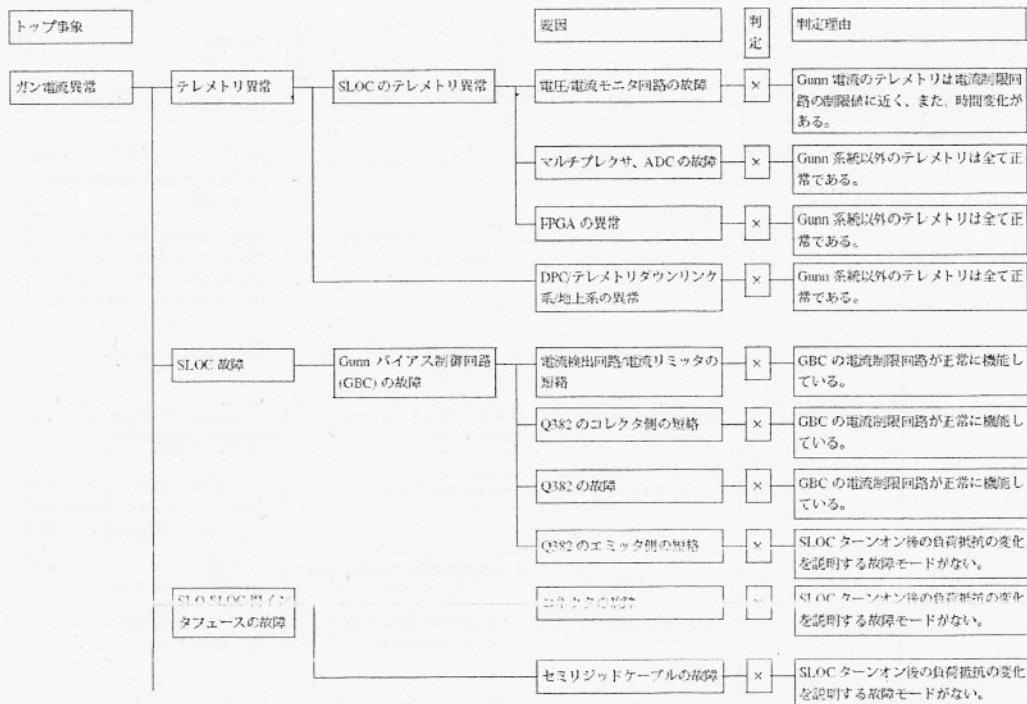 トップ事象
要因
判
定
判定理由
ガン電流異常
テレメトリ異常
SLOC のテレメトリ異常
電圧/電流モニタ回路の故障
×
Gunn 電流のテレメトリは電流制限回
路の制限値に近く、また、時間変化が
ある。
マルチプレクサ、ADC の故障
×
Gunn 系統以外のテレメトリは全て正
常である。
FPGA の異常
×
Gunn 系統以外のテレメトリは全て正
常である。
DPC/テレメトリダウンリンク
系/地上系の異常
×
Gunn 系統以外のテレメトリは全て正
常である。
SLOC 故障
Gunn バイアス制御回路
(GBC) の故障
電流検出回路/電流リミッタの
短絡
×
GBC の電流制限回路が正常に機能し
ている。
Q382 のコレクタ側の短絡
×
GBC の電流制限回路が正常に機能し
ている。
Q382 の故障
×
GBC の電流制限回路が正常に機能し
ている。
Q382 のエミッタ側の短絡
×
SLOC ターンオン後の負荷抵抗の変化
を説明する故障モードがない。
SLO-SLOC 間イン
タフェースの故障
コネクタの故障
×
SLOC ターンオン後の負荷抵抗の変化
を説明する故障モードがない。
セミリジッドケーブルの故障
×
SLOC ターンオン後の負荷抵抗の変化
を説明する故障モードがない。